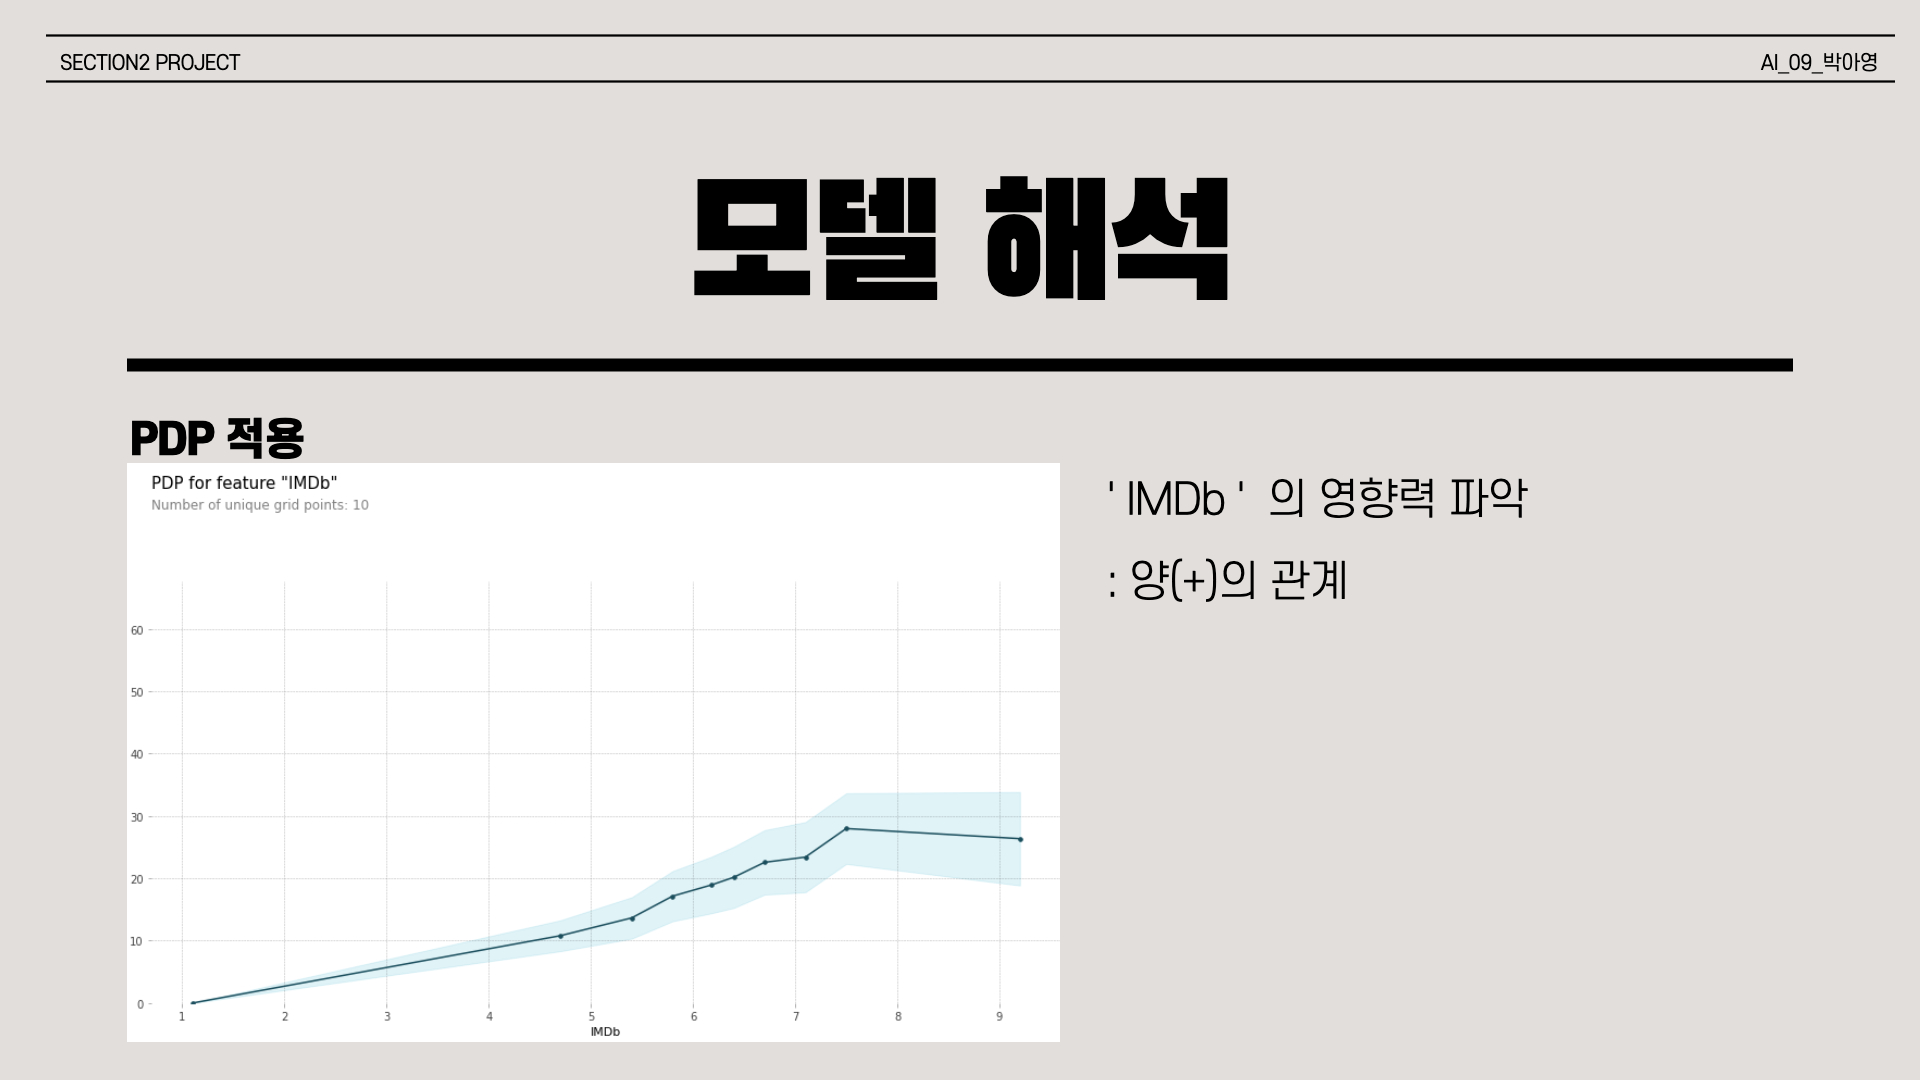 SECTION2 PROJECT
AI_09_박아영
모델 해석
PDP 적용
PDP for feature "IMDb"
Number of unique grid points: 10
60
50
40
30
20
10
0
1 2 3 4 5 6 7 8 9
IMDb
' IMDb ' 의 영향력 파악
: 양(+)의 관계